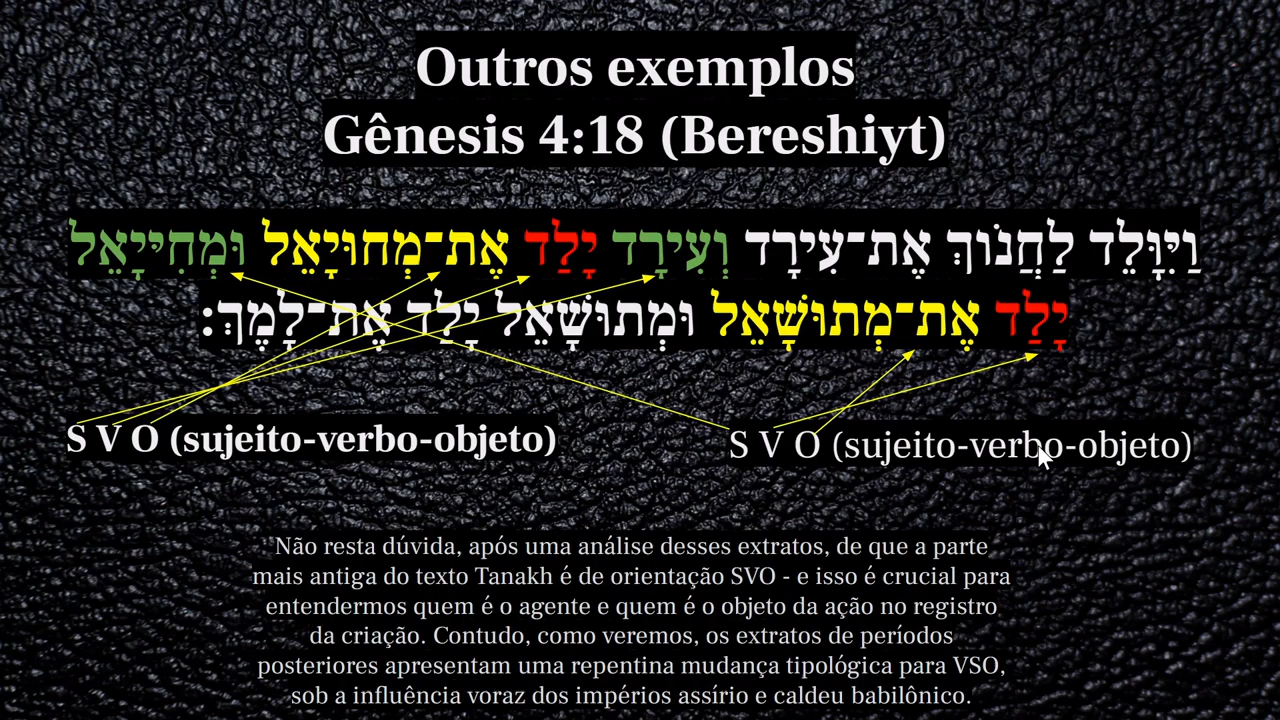 Outros exemplos
Gênesis 4:18 (Bereshiyt)
וַיִּוָּלֵד לַחֲנֹוךְ אֶת־עִירָד וְעִירָד יָלַד אֶת־מְחוּיָאֵל וּמְחִיּיָאֵל
יָלַד אֶת־מְתוּשָׁאֵל וּמְתוּשָׁאֵל יָלַד אֶת־לָמֶךְ׃
S V O (sujeito-verbo-objeto)
S V O (sujeito-verbo-objeto)
Não resta dúvida, após uma análise desses extratos, de que a parte
mais antiga do texto Tanakh é de orientação SVO - e isso é crucial para
entendermos quem é o agente e quem é o objeto da ação no registro
da criação. Contudo, como veremos, os extratos de períodos
posteriores apresentam uma repentina mudança tipológica para VSO,
sob a influência voraz dos impérios assírio e caldeu babilônico.